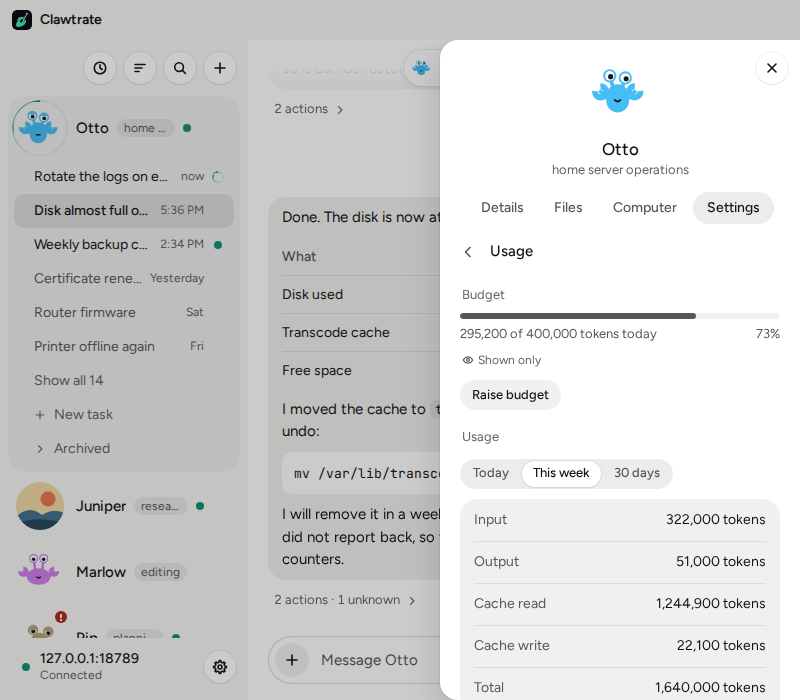 Clawtrate
Otto
home ...
Rotate the logs on e... now
Disk almost full o... 5:36 PM
Weekly backup c... 2:34 PM
Certificate rene... Yesterday
Router firmware Sat
Printer offline again Fri
Show all 14
New task
Archived
Juniper resea...
Marlow editing
Pip planni...
127.0.0.1:18789
Connected
2 actions
Done. The disk is now at
What
Disk used
Transcode cache
Free space
I moved the cache to
undo:
mv /var/lib/transc
I will remove it in a
did not report back, so
counters.
2 actions · 1 unknown
Message Otto
Otto
home server operations
Details Files Computer Settings
Usage
Budget
295,200 of 400,000 tokens today 73%
Shown only
Raise budget
Usage
Today This week 30 days
Input 322,000 tokens
Output 51,000 tokens
Cache read 1,244,900 tokens
Cache write 22,100 tokens
Total 1,640,000 tokens